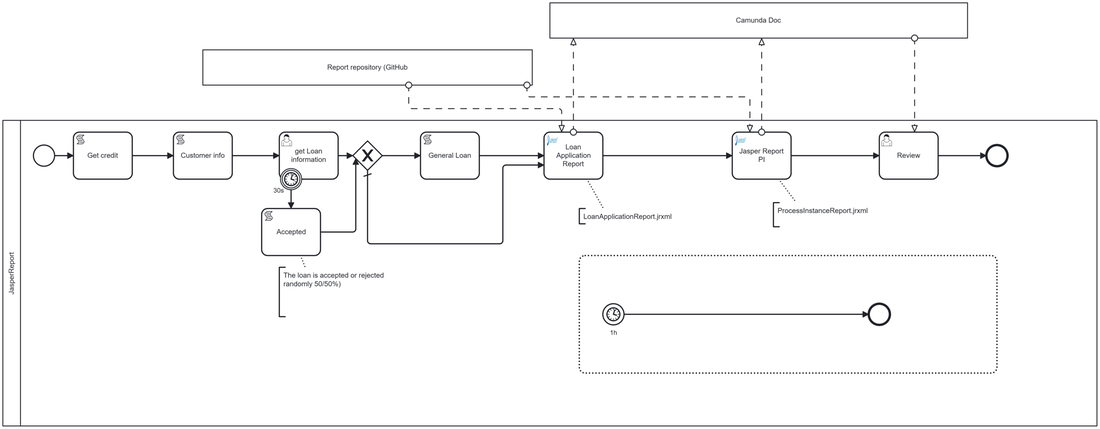 Camunda Doc
Report repository (GitHub
JasperReport
Get credit
Customer info
get Loan
information
30s
General Loan
Loan
Application
Report
Jasper Report
PI
Review
Accepted
LoanApplicationReport.jrxml
ProcessInstanceReport.jrxml
The loan is accepted or rejected
randomly 50/50%)
1h